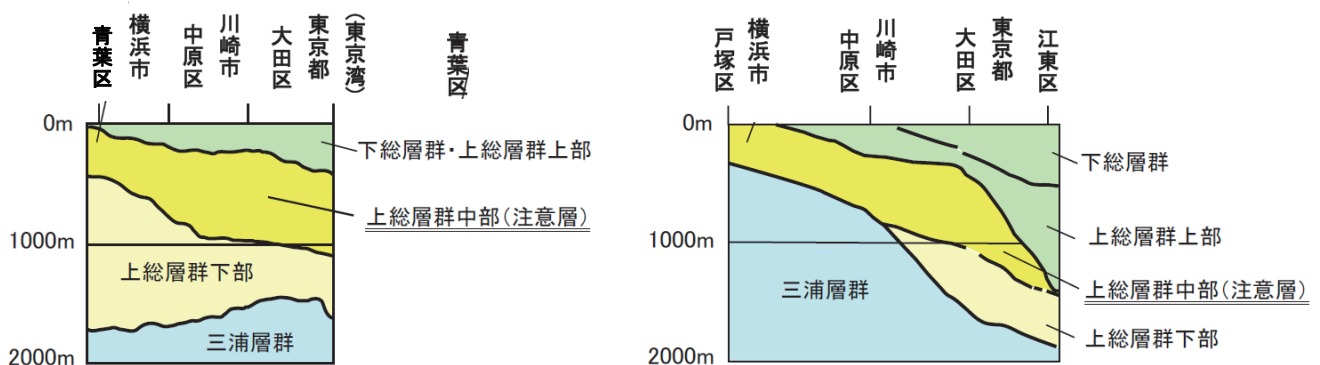 青葉区
横浜市
中原区
川崎市
大田区
東京都
（東京湾）
青葉区
0m
1000m
2000m
下総層群・上総層群上部
上総層群中部（注意層）
上総層群下部
三浦層群
戸塚区
横浜市
中原区
川崎市
大田区
東京都
江東区
0m
1000m
2000m
下総層群
上総層群上部
上総層群中部（注意層）
上総層群下部
三浦層群